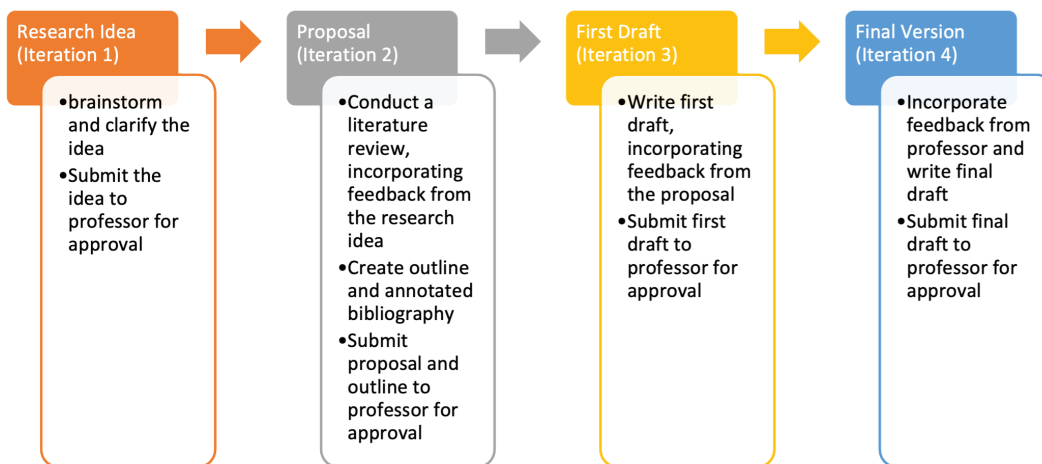 Research Idea
(Iteration 1)
•brainstorm
and clarify the
idea
•Submit the
idea to
professor for
approval
Proposal
(Iteration 2)
•Conduct a
literature
review,
incorporating
feedback from
the research
idea
•Create outline
and annotated
bibliography
•Submit
proposal and
outline to
professor for
approval
First Draft
(Iteration 3)
•Write first
draft,
incorporating
feedback from
the proposal
•Submit first
draft to
professor for
approval
Final Version
(Iteration 4)
•Incorporate
feedback from
professor and
write final
draft
•Submit final
draft to
professor for
approval